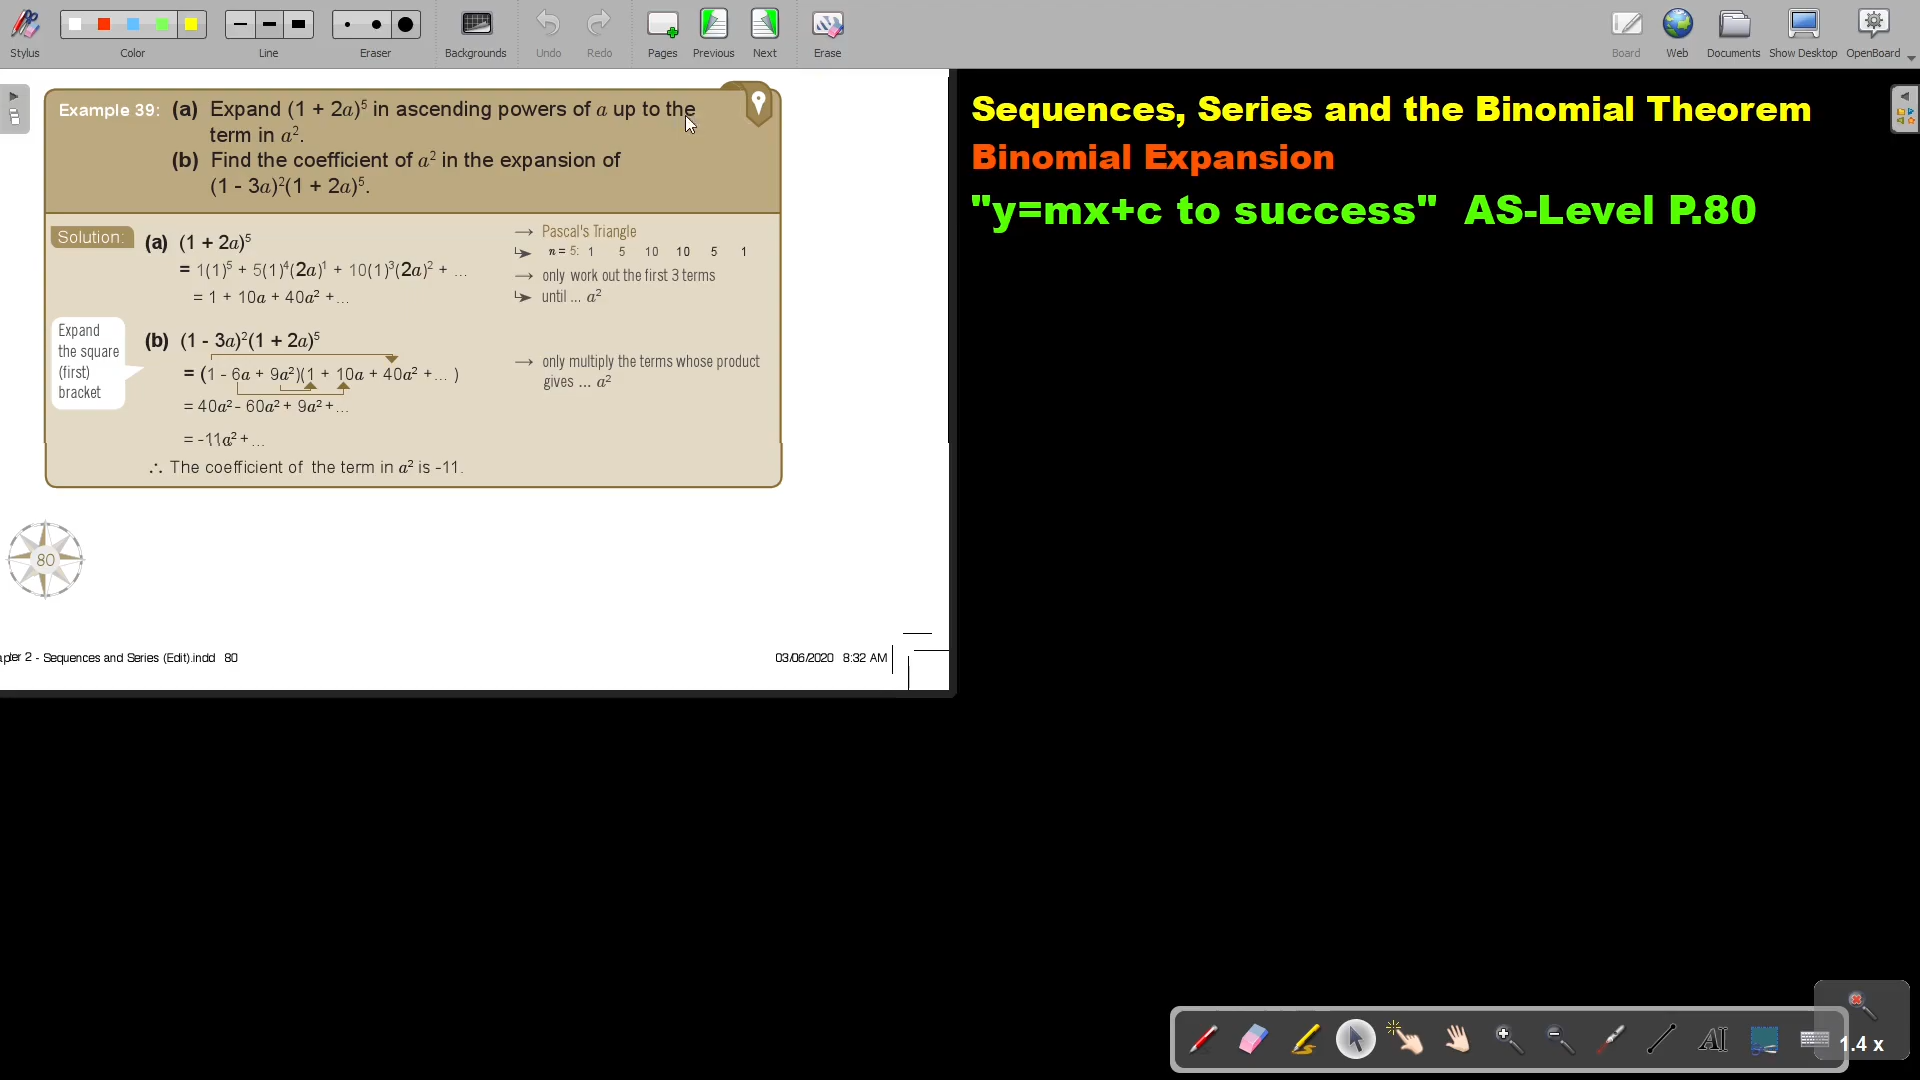 Stylus Color Line Eraser Backgrounds Undo Redo Pages Previous Next Erase Board Web Documents Show Desktop OpenBoard
Example 39: (a) Expand (1 + 2a)⁵ in ascending powers of a up to the
term in a².
(b) Find the coefficient of a² in the expansion of
(1 - 3a)²(1 + 2a)⁵.
Solution: (a) (1 + 2a)⁵
= 1(1)⁵ + 5(1)⁴(2a)¹ + 10(1)³(2a)² + ...
= 1 + 10a + 40a² +...
→ Pascal's Triangle
n = 5: 1 5 10 10 5 1
→ only work out the first 3 terms
until ... a²
Expand
the square
(first)
bracket
(b) (1 - 3a)²(1 + 2a)⁵
= (1 - 6a + 9a²)(1 + 10a + 40a² +... )
= 40a² - 60a² + 9a² + ...
= -11a² + ...
∴ The coefficient of the term in a² is -11.
→ only multiply the terms whose product
gives ... a²
80
apter 2 - Sequences and Series (Edit).indd 80
03/06/2020 8:32 AM
Sequences, Series and the Binomial Theorem
Binomial Expansion
"y=mx+c to success" AS-Level P.80
AI
1.4 x